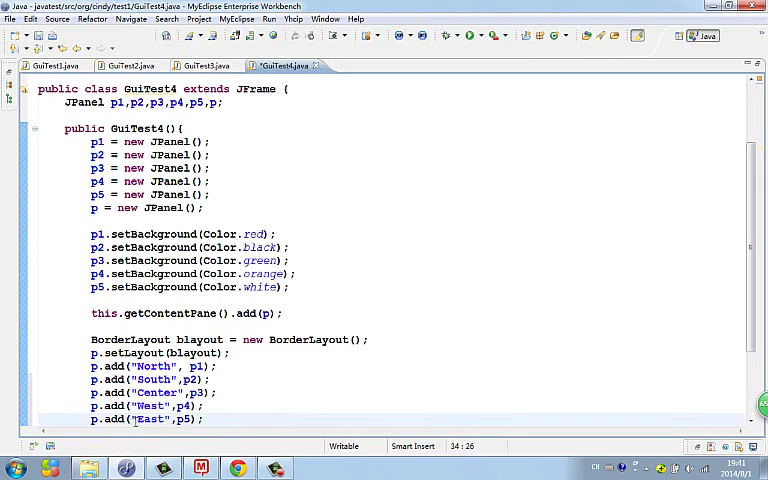 Java - javatest/src/org/cindy/test1/GuiTest4.java - MyEclipse Enterprise Workbench
File Edit Source Refactor Navigate Search Project MyEclipse Run Yhcip Window Help
Java
GuiTest1.java GuiTest2.java GuiTest3.java *GuiTest4.java
public class GuiTest4 extends JFrame {
JPanel p1,p2,p3,p4,p5,p;
public GuiTest4(){
p1 = new JPanel();
p2 = new JPanel();
p3 = new JPanel();
p4 = new JPanel();
p5 = new JPanel();
p = new JPanel();
p1.setBackground(Color.red);
p2.setBackground(Color.black);
p3.setBackground(Color.green);
p4.setBackground(Color.orange);
p5.setBackground(Color.white);
this.getContentPane().add(p);
BorderLayout blayout = new BorderLayout();
p.setLayout(blayout);
p.add("North", p1);
p.add("South",p2);
p.add("Center",p3);
p.add("West",p4);
p.add("East",p5);
Writable Smart Insert 34 : 26
CH 19:41
2014/8/1